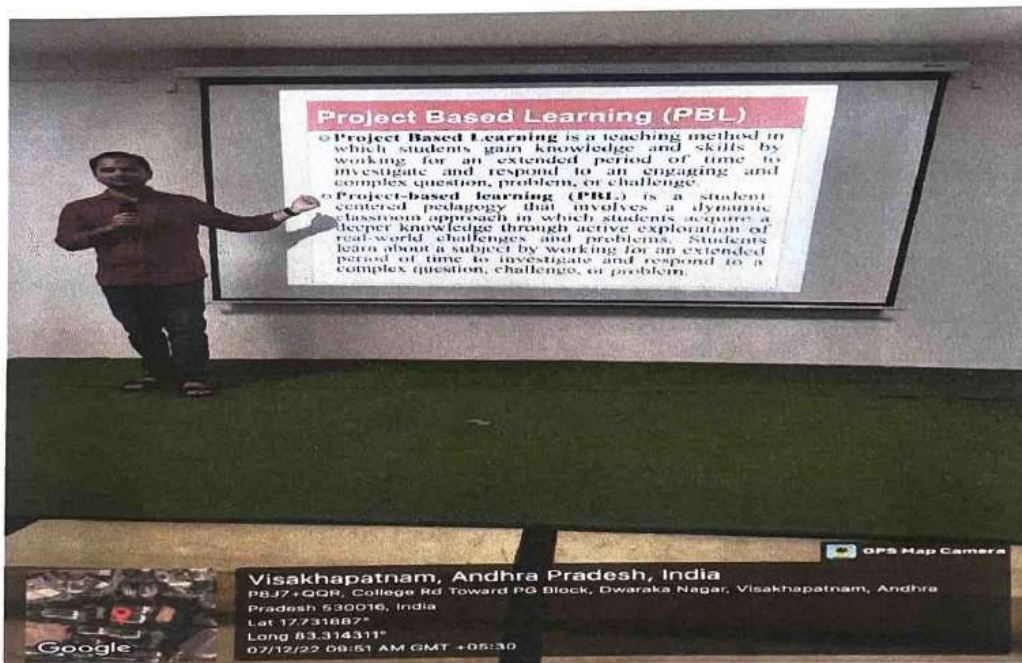 Project Based Learning (PBL)
Project Based Learning is a teaching method in
which students gain knowledge and skills by
working for an extended period of time to
investigate and respond to an engaging and
complex question, problem, or challenge.
Project-based learning (PBL) is a student
centered pedagogy that involves a dynamic
classroom approach in which students acquire a
deeper knowledge through active exploration of
real-world challenges and problems. Students
learn about a subject by working for an extended
period of time to investigate and respond to a
complex question, challenge, or problem.
GPS Map Camera
Visakhapatnam, Andhra Pradesh, India
P8J7+QQR, College Rd Toward PG Block, Dwaraka Nagar, Visakhapatnam, Andhra
Pradesh 530016, India
Lat 17.731887°
Long 83.314311°
07/12/22 09:51 AM GMT +05:30
Google